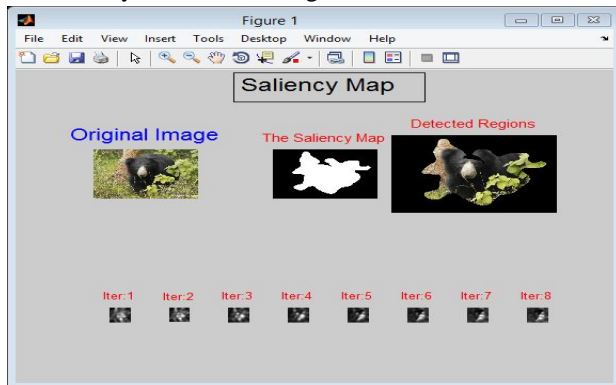 Figure 1
File Edit View Insert Tools Desktop Window Help
Saliency Map
Original Image
The Saliency Map
Detected Regions
Iter:1 Iter:2 Iter:3 Iter:4 Iter:5 Iter:6 Iter:7 Iter:8